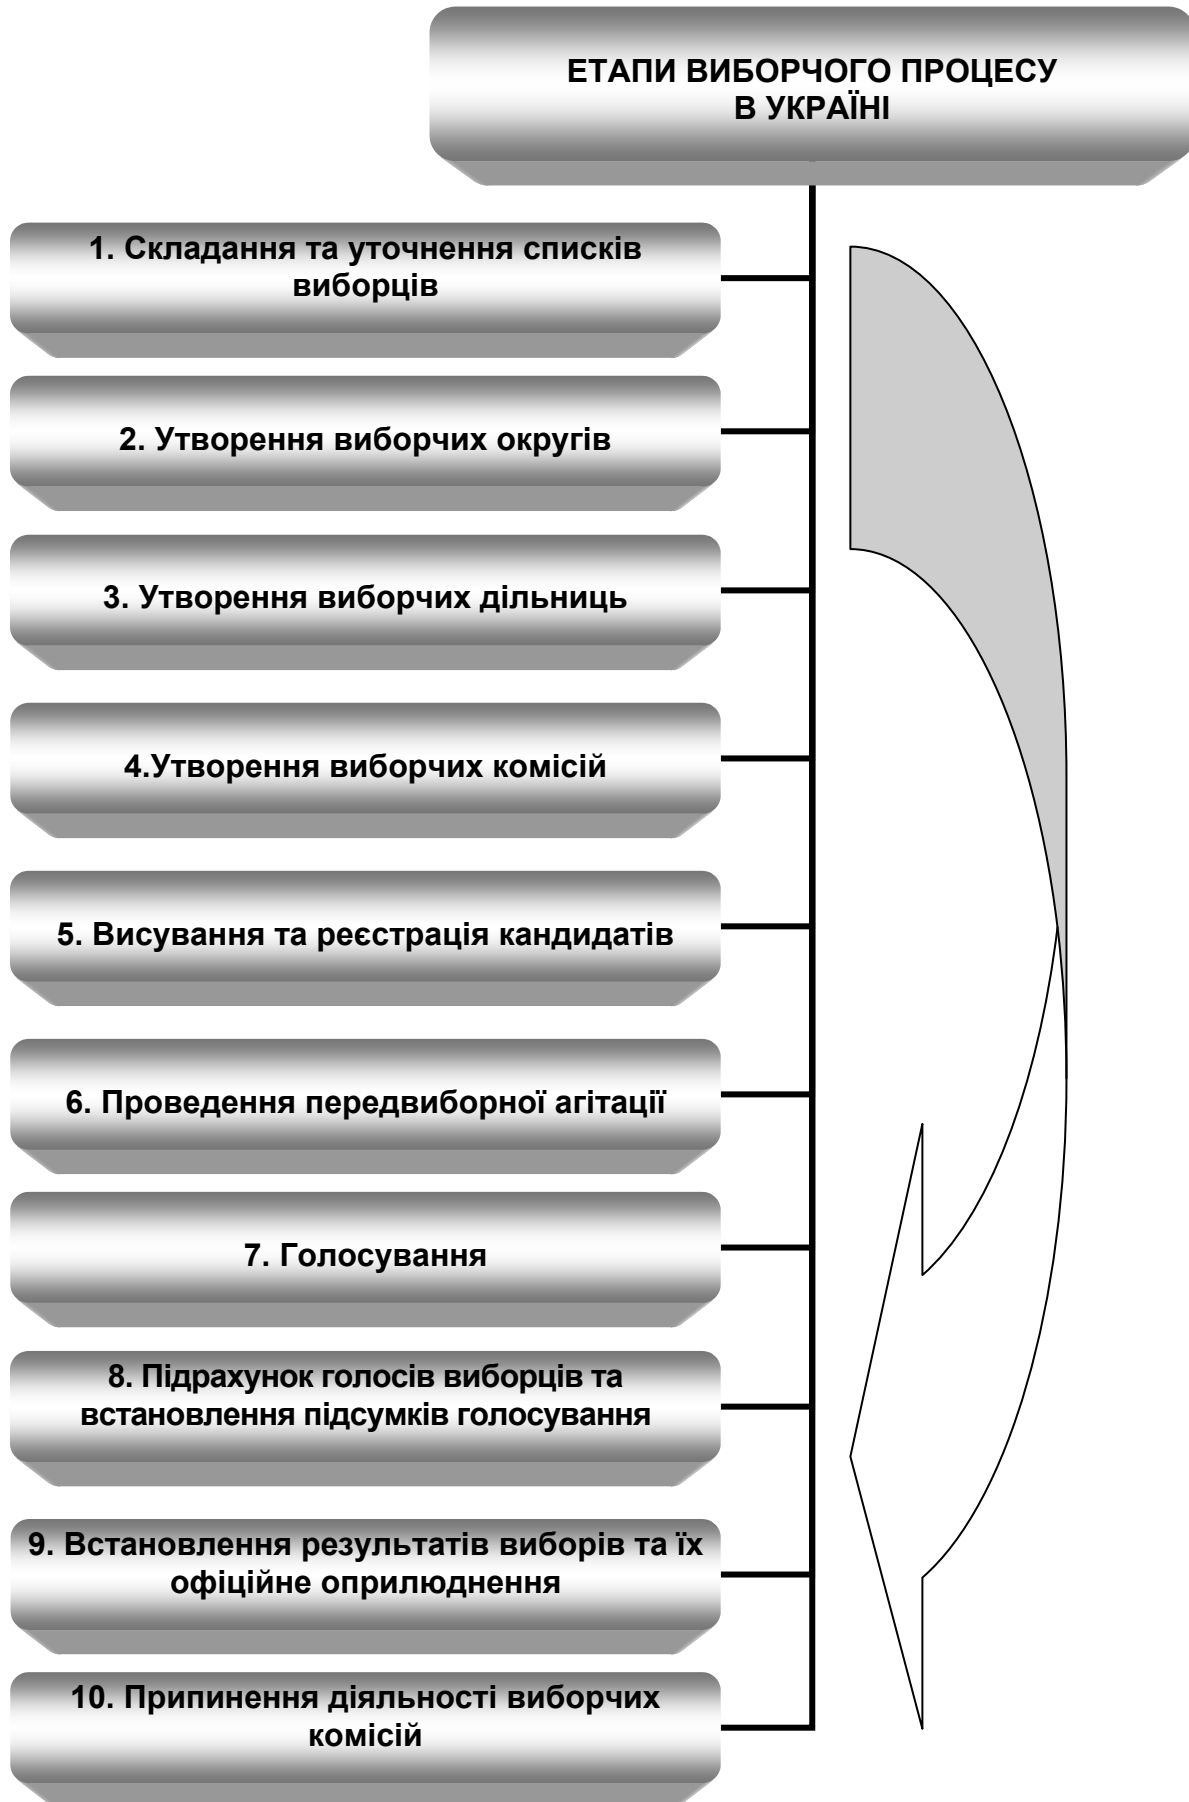 ЕТАПИ ВИБОРЧОГО ПРОЦЕСУ
В УКРАЇНІ
1. Складання та уточнення списків
виборців
2. Утворення виборчих округів
3. Утворення виборчих дільниць
4.Утворення виборчих комісій
5. Висування та реєстрація кандидатів
6. Проведення передвиборної агітації
7. Голосування
8. Підрахунок голосів виборців та
встановлення підсумків голосування
9. Встановлення результатів виборів та їх
офіційне оприлюднення
10. Припинення діяльності виборчих
комісій